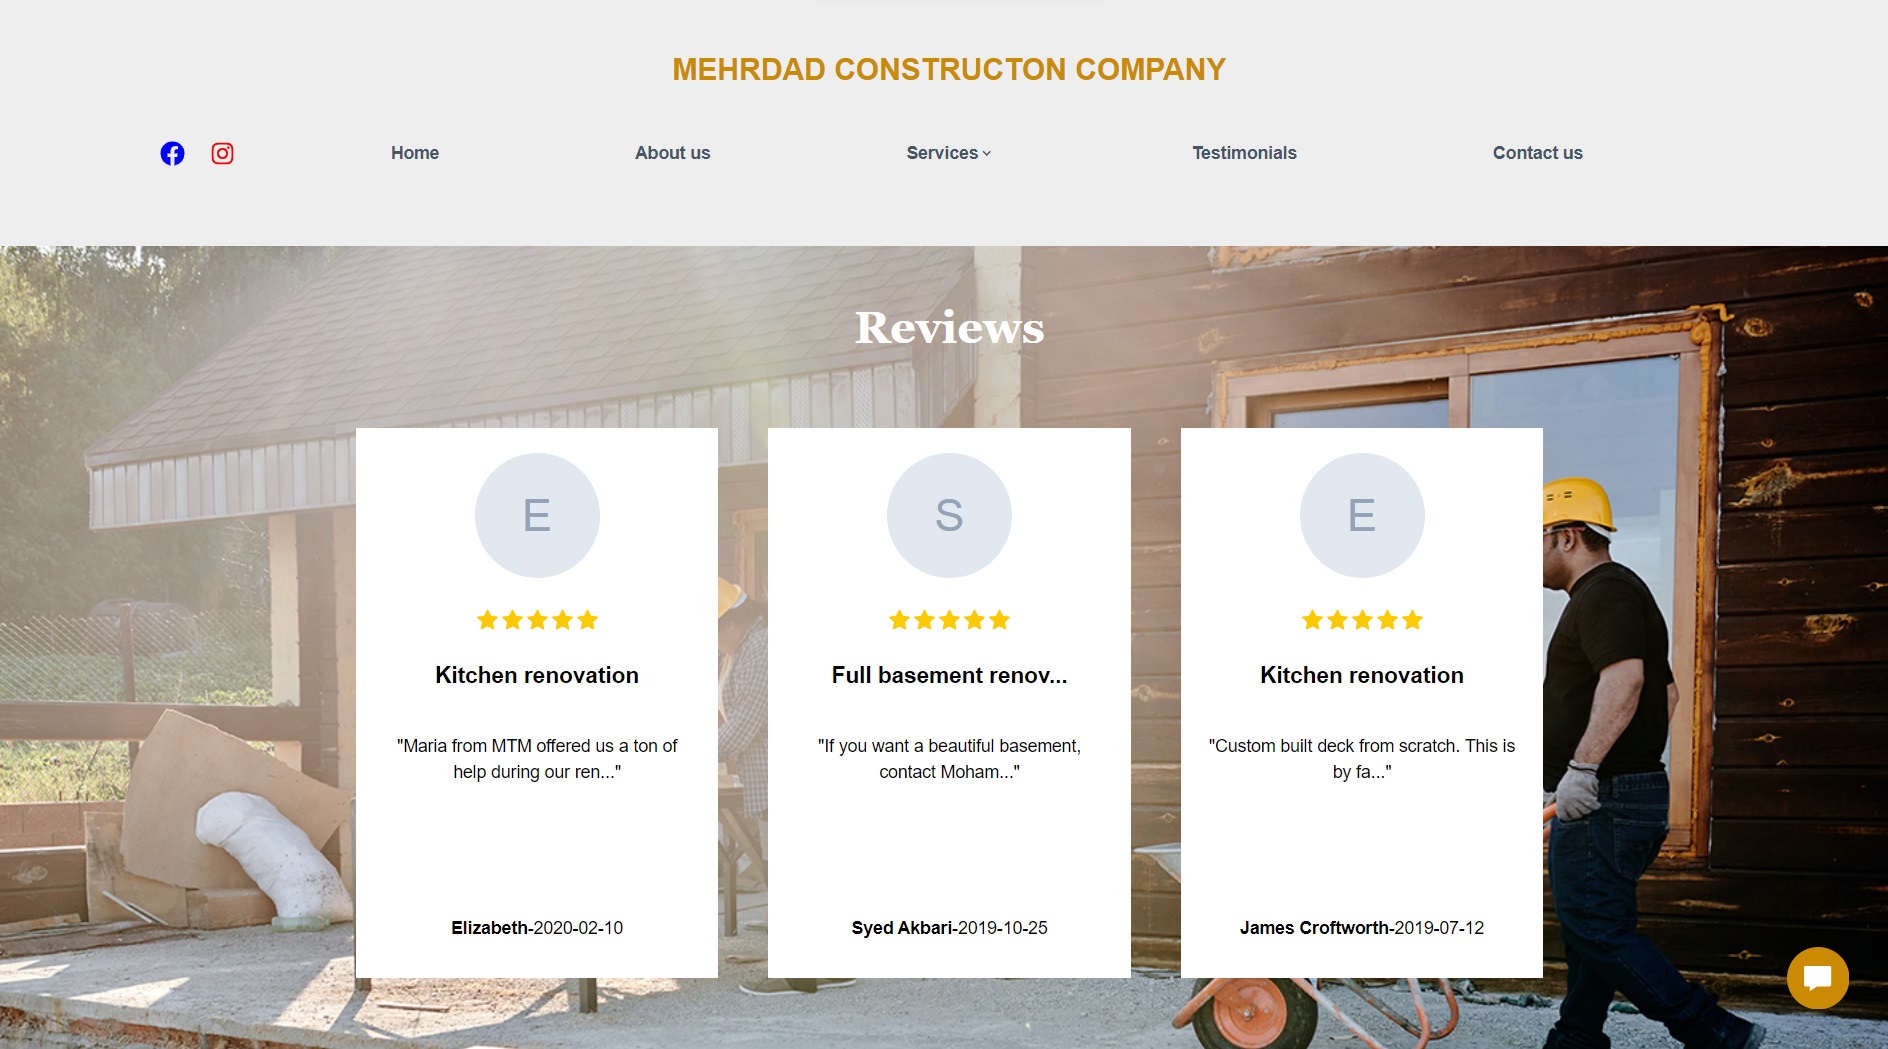 MEHRDAD CONSTRUCTON COMPANY
Home
About us
Services
Testimonials
Contact us
Reviews
E
Kitchen renovation
"Maria from MTM offered us a ton of
help during our ren..."
Elizabeth-2020-02-10
S
Full basement renov...
"If you want a beautiful basement,
contact Moham..."
Syed Akbari-2019-10-25
E
Kitchen renovation
"Custom built deck from scratch. This is
by fa..."
James Croftworth-2019-07-12